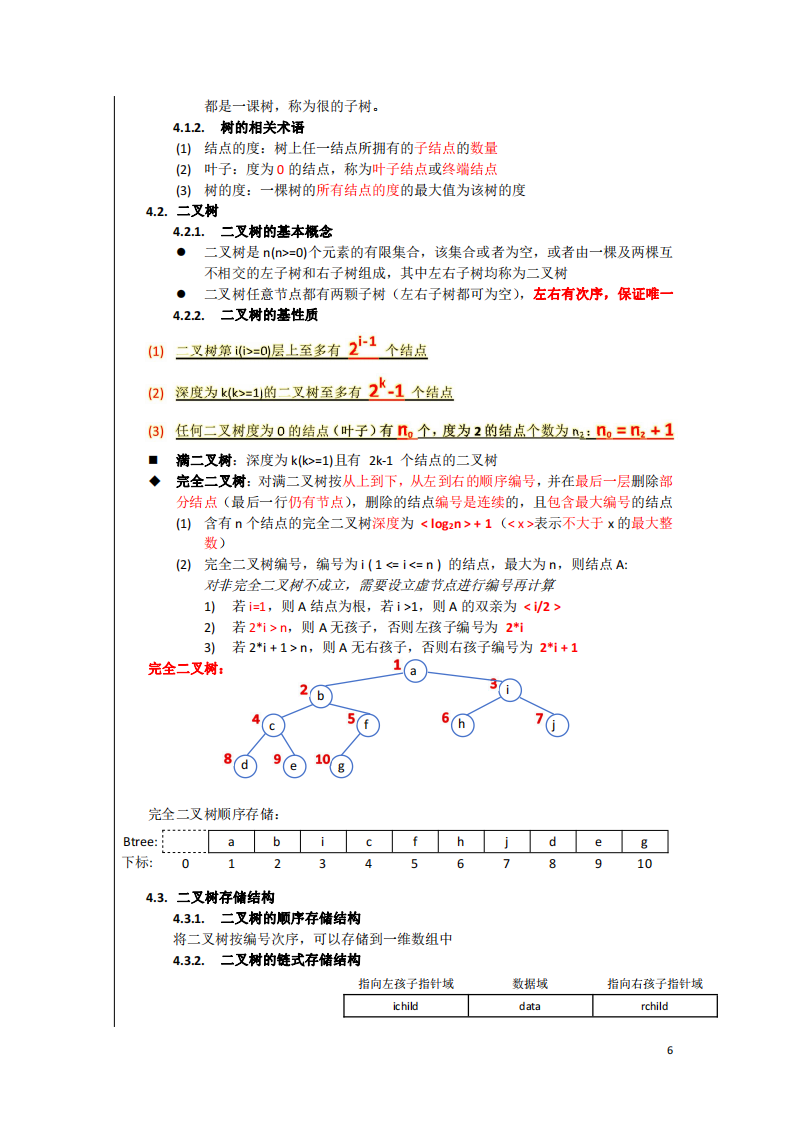 都是一课树，称为很的子树。
4.1.2. 树的相关术语
(1) 结点的度：树上任一结点所拥有的子结点的数量
(2) 叶子：度为 0 的结点，称为叶子结点或终端结点
(3) 树的度：一棵树的所有结点的度的最大值为该树的度
4.2. 二叉树
4.2.1. 二叉树的基本概念
● 二叉树是 n(n>=0)个元素的有限集合，该集合或者为空，或者由一棵及两棵互
不相交的左子树和右子树组成，其中左右子树均称为二叉树
● 二叉树任意节点都有两颗子树（左右子树都可为空），左右有次序，保证唯一
4.2.2. 二叉树的基性质
(1) 二叉树第 i(i>=0)层上至多有 2^{i-1} 个结点
(2) 深度为 k(k>=1)的二叉树至多有 2^k-1 个结点
(3) 任何二叉树度为 0 的结点（叶子）有 n₀ 个，度为 2 的结点个数为 n₂：n₀ = n₂ + 1
■ 满二叉树：深度为 k(k>=1)且有 2k-1 个结点的二叉树
◆ 完全二叉树：对满二叉树按从上到下，从左到右的顺序编号，并在最后一层删除部
分结点（最后一行仍有节点），删除的结点编号是连续的，且包含最大编号的结点
(1) 含有 n 个结点的完全二叉树深度为 < log₂n > + 1（< x >表示不大于 x 的最大整
数）
(2) 完全二叉树编号，编号为 i ( 1 <= i <= n ) 的结点，最大为 n，则结点 A:
对非完全二叉树不成立，需要设立虚节点进行编号再计算
1) 若 i=1，则 A 结点为根，若 i >1，则 A 的双亲为 < i/2 >
2) 若 2*i > n，则 A 无孩子，否则左孩子编号为 2*i
3) 若 2*i + 1 > n，则 A 无右孩子，否则右孩子编号为 2*i + 1
完全二叉树：
1 a
2 b 3 i
4 c 5 f 6 h 7 j
8 d 9 e 10 g
完全二叉树顺序存储：
Btree: a b i c f h j d e g
下标: 0 1 2 3 4 5 6 7 8 9 10
4.3. 二叉树存储结构
4.3.1. 二叉树的顺序存储结构
将二叉树按编号次序，可以存储到一维数组中
4.3.2. 二叉树的链式存储结构
指向左孩子指针域 数据域 指向右孩子指针域
ichild data rchild
6